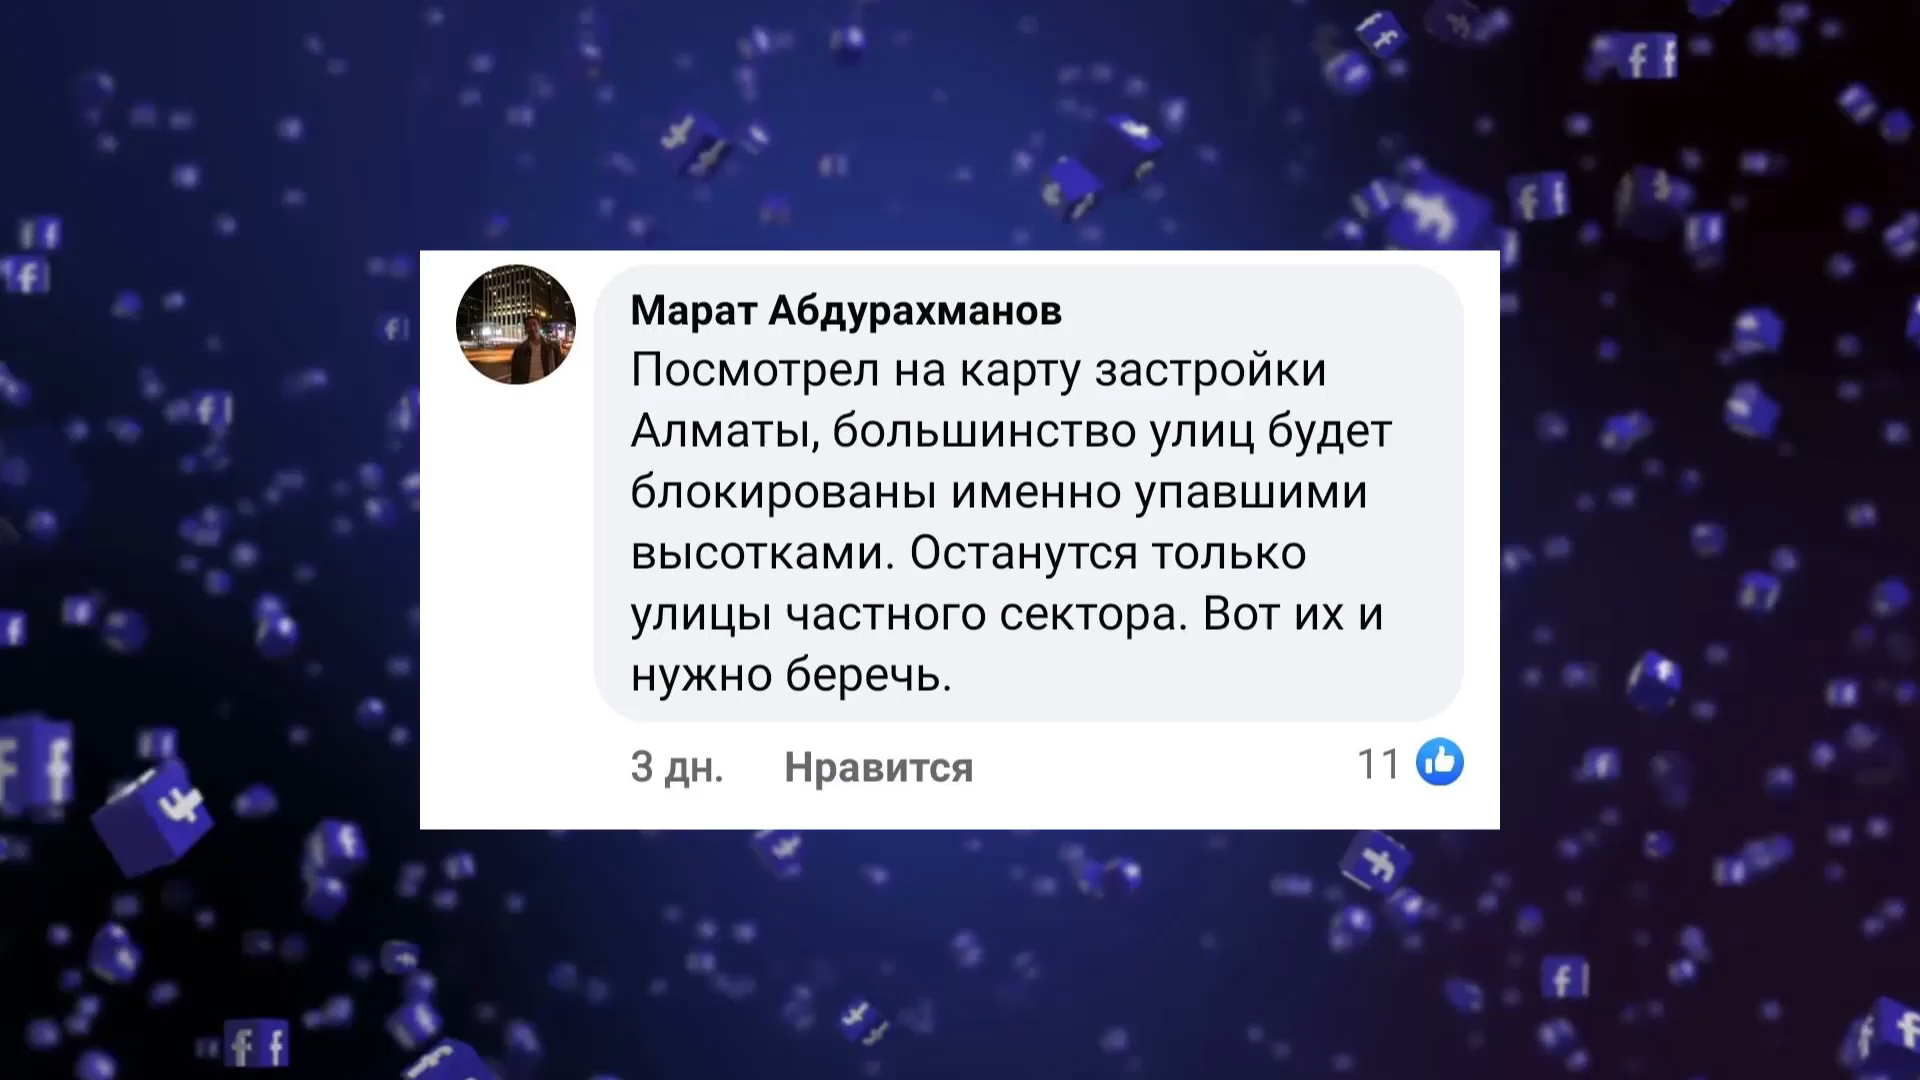 Марат Абдурахманов
Посмотрел на карту застройки
Алматы, большинство улиц будет
блокированы именно упавшими
высотками. Останутся только
улицы частного сектора. Вот их и
нужно беречь.
3 дн. Нравится 11